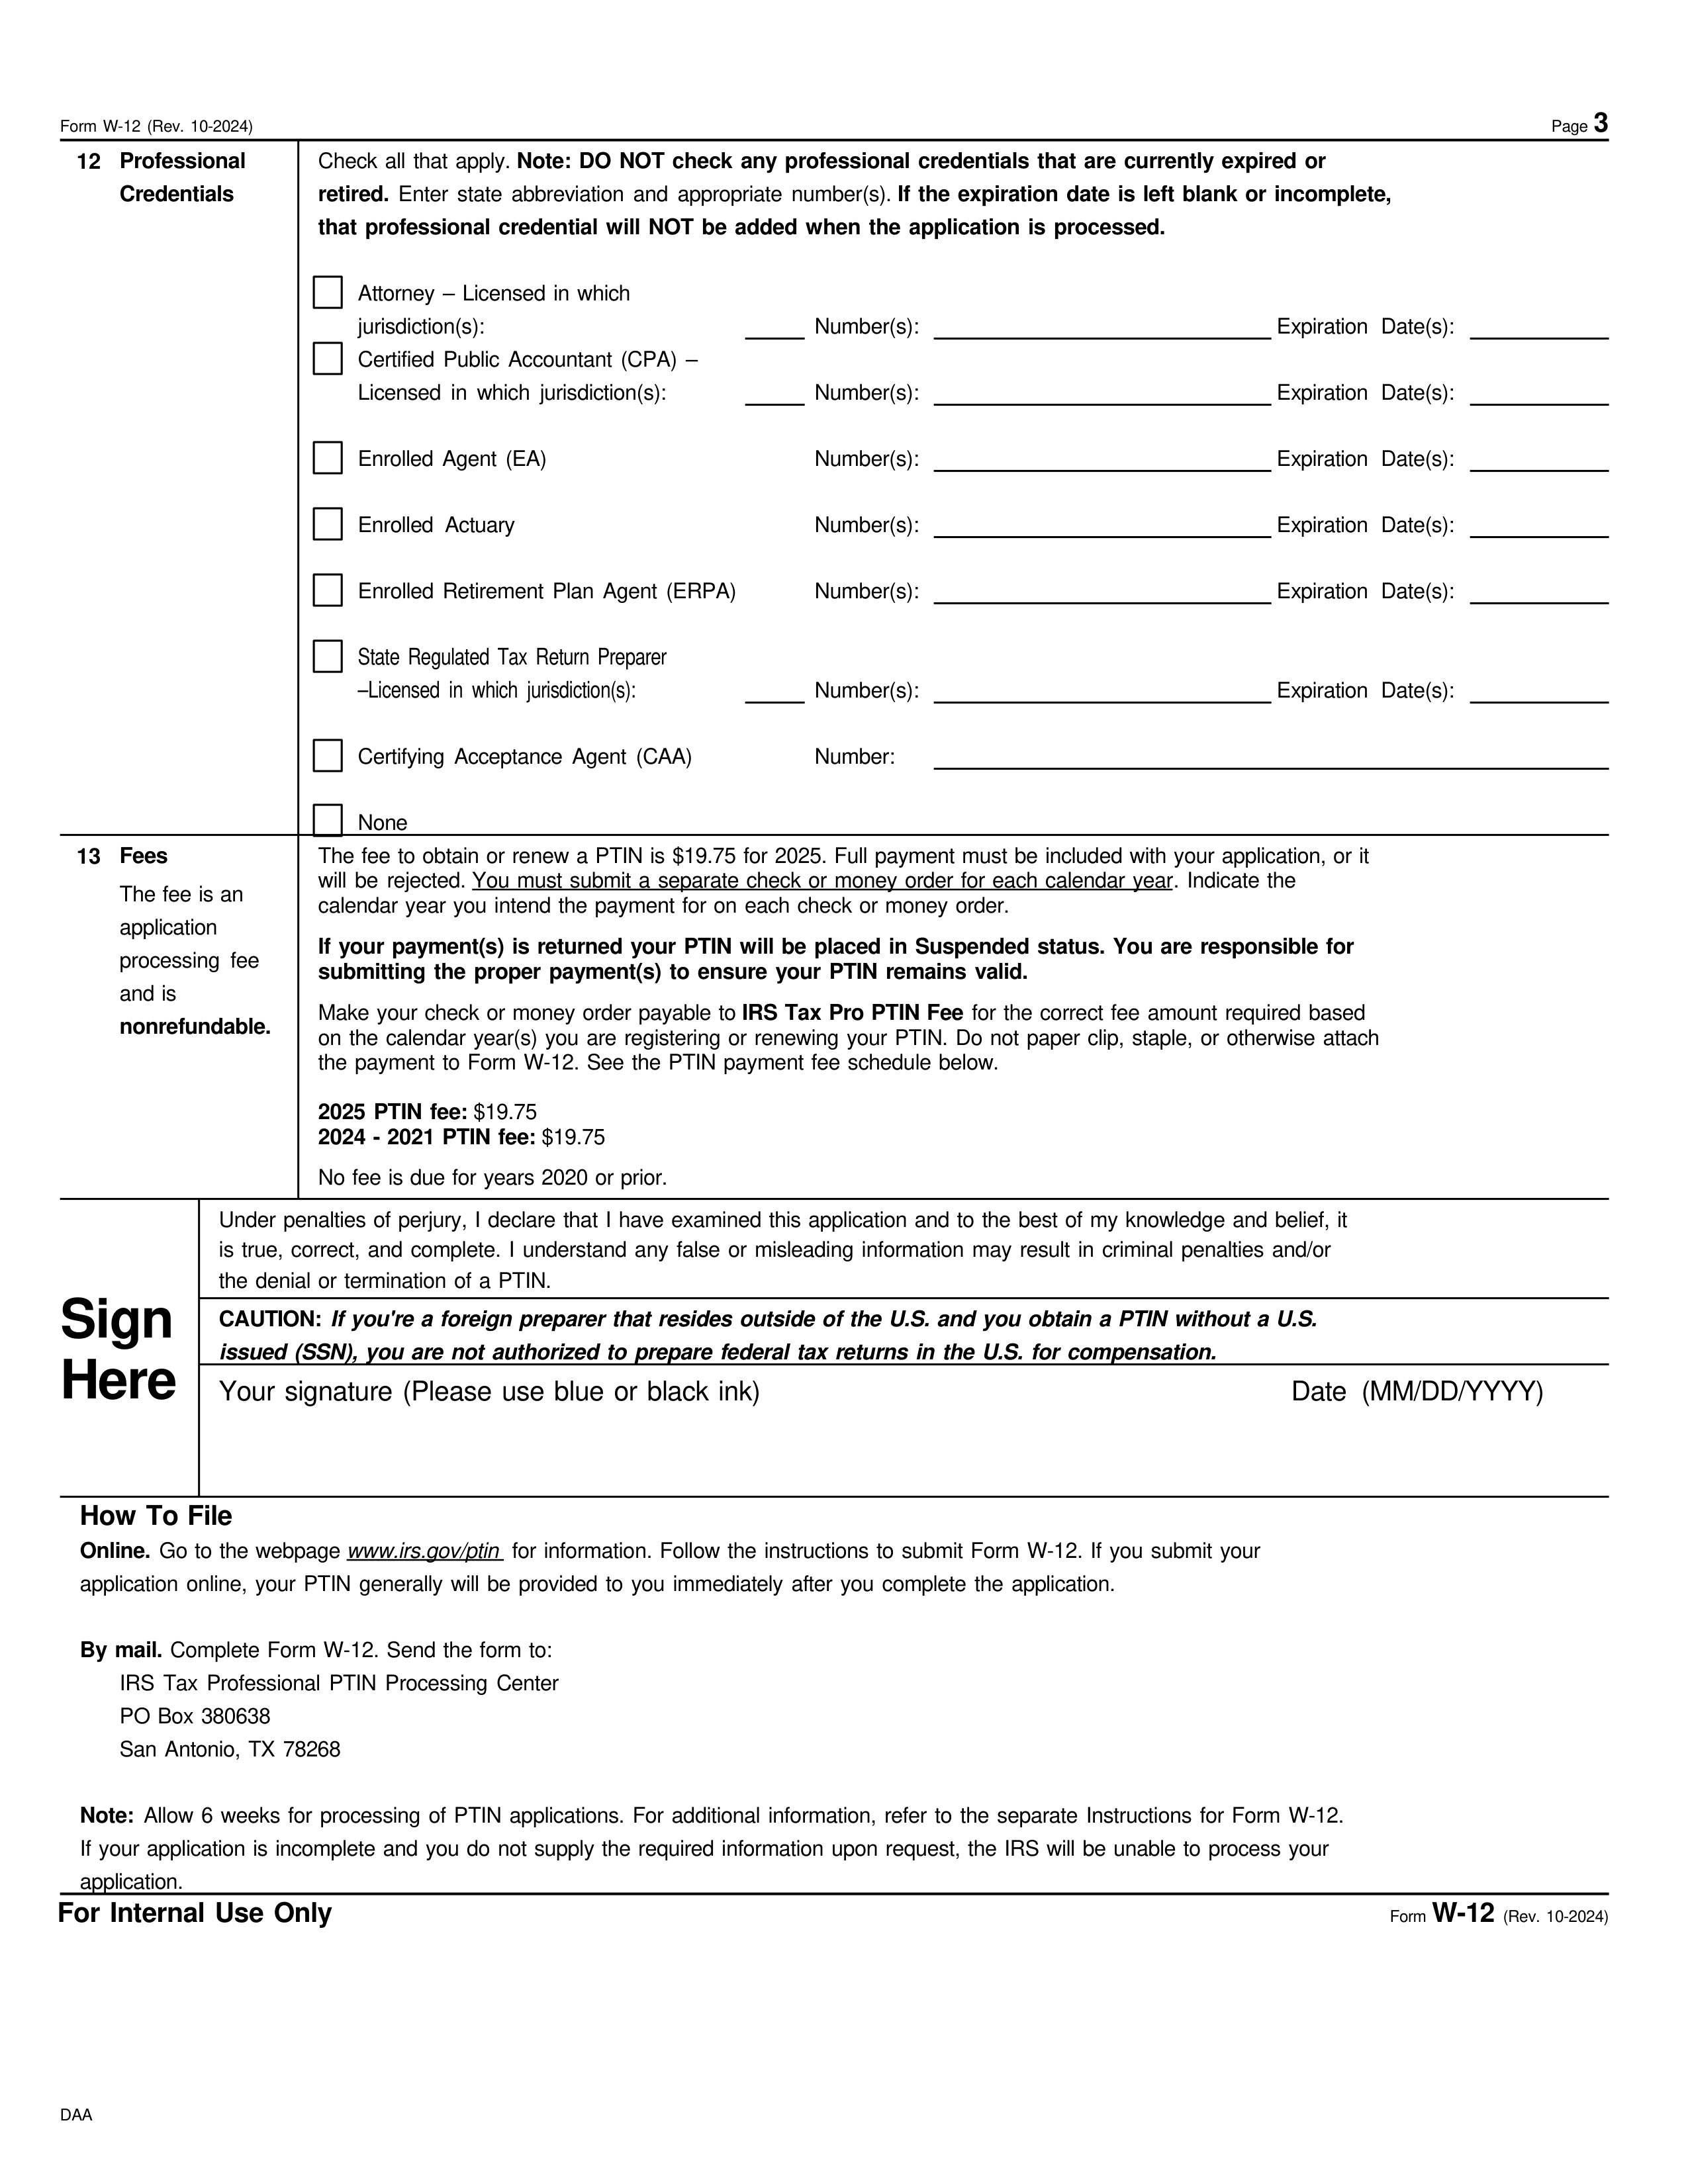 Form W-12 (Rev. 10-2024) Page 3
12 Professional Credentials
Check all that apply. Note: DO NOT check any professional credentials that are currently expired or
retired. Enter state abbreviation and appropriate number(s). If the expiration date is left blank or incomplete,
that professional credential will NOT be added when the application is processed.
Attorney – Licensed in which
jurisdiction(s): Number(s): Expiration Date(s):
Certified Public Accountant (CPA) –
Licensed in which jurisdiction(s): Number(s): Expiration Date(s):
Enrolled Agent (EA) Number(s): Expiration Date(s):
Enrolled Actuary Number(s): Expiration Date(s):
Enrolled Retirement Plan Agent (ERPA) Number(s): Expiration Date(s):
State Regulated Tax Return Preparer
–Licensed in which jurisdiction(s): Number(s): Expiration Date(s):
Certifying Acceptance Agent (CAA) Number:
None
13 Fees
The fee is an
application
processing fee
and is
nonrefundable.
The fee to obtain or renew a PTIN is $19.75 for 2025. Full payment must be included with your application, or it
will be rejected. You must submit a separate check or money order for each calendar year. Indicate the
calendar year you intend the payment for on each check or money order.
If your payment(s) is returned your PTIN will be placed in Suspended status. You are responsible for
submitting the proper payment(s) to ensure your PTIN remains valid.
Make your check or money order payable to IRS Tax Pro PTIN Fee for the correct fee amount required based
on the calendar year(s) you are registering or renewing your PTIN. Do not paper clip, staple, or otherwise attach
the payment to Form W-12. See the PTIN payment fee schedule below.
2025 PTIN fee: $19.75
2024 - 2021 PTIN fee: $19.75
No fee is due for years 2020 or prior.
Sign
Here
Under penalties of perjury, I declare that I have examined this application and to the best of my knowledge and belief, it
is true, correct, and complete. I understand any false or misleading information may result in criminal penalties and/or
the denial or termination of a PTIN.
CAUTION: If you're a foreign preparer that resides outside of the U.S. and you obtain a PTIN without a U.S.
issued (SSN), you are not authorized to prepare federal tax returns in the U.S. for compensation.
Your signature (Please use blue or black ink) Date (MM/DD/YYYY)
How To File
Online. Go to the webpage www.irs.gov/ptin for information. Follow the instructions to submit Form W-12. If you submit your
application online, your PTIN generally will be provided to you immediately after you complete the application.
By mail. Complete Form W-12. Send the form to:
IRS Tax Professional PTIN Processing Center
PO Box 380638
San Antonio, TX 78268
Note: Allow 6 weeks for processing of PTIN applications. For additional information, refer to the separate Instructions for Form W-12.
If your application is incomplete and you do not supply the required information upon request, the IRS will be unable to process your
application.
For Internal Use Only Form W-12 (Rev. 10-2024)
DAA